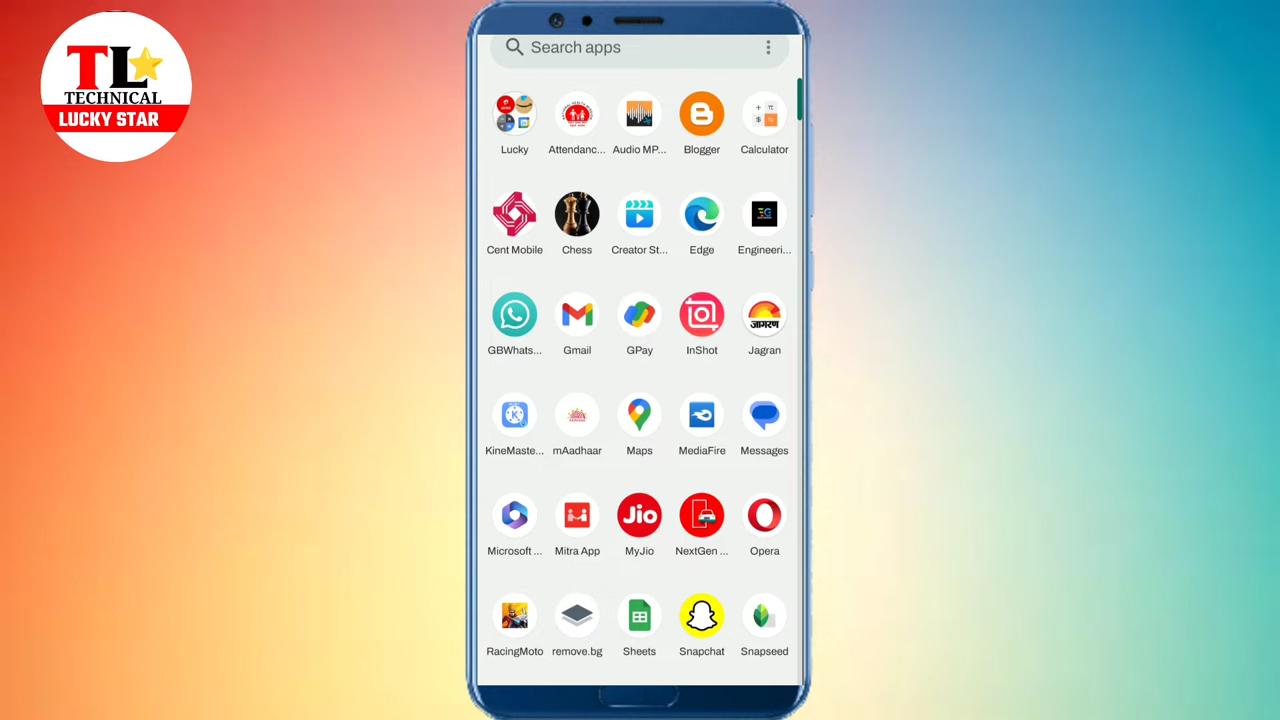 TL
TECHNICAL
LUCKY STAR
Search apps
Lucky
Attendanc...
Audio MP...
Blogger
Calculator
Cent Mobile
Chess
Creator St...
Edge
Engineeri...
GBWhats...
Gmail
GPay
InShot
Jagran
जागरण
KineMaste...
mAadhaar
Maps
MediaFire
Messages
Microsoft ...
Mitra App
Jio
MyJio
NextGen ...
Opera
RacingMoto
remove.bg
Sheets
Snapchat
Snapseed